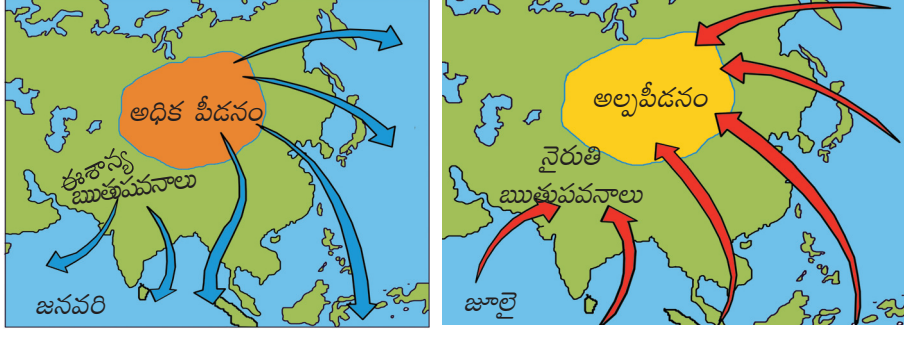 అధిక పీడనం
ఈశాన్య
ఋతుపవనాలు
జనవరి
అల్పపీడనం
నైరుతి
ఋతుపవనాలు
జూలై